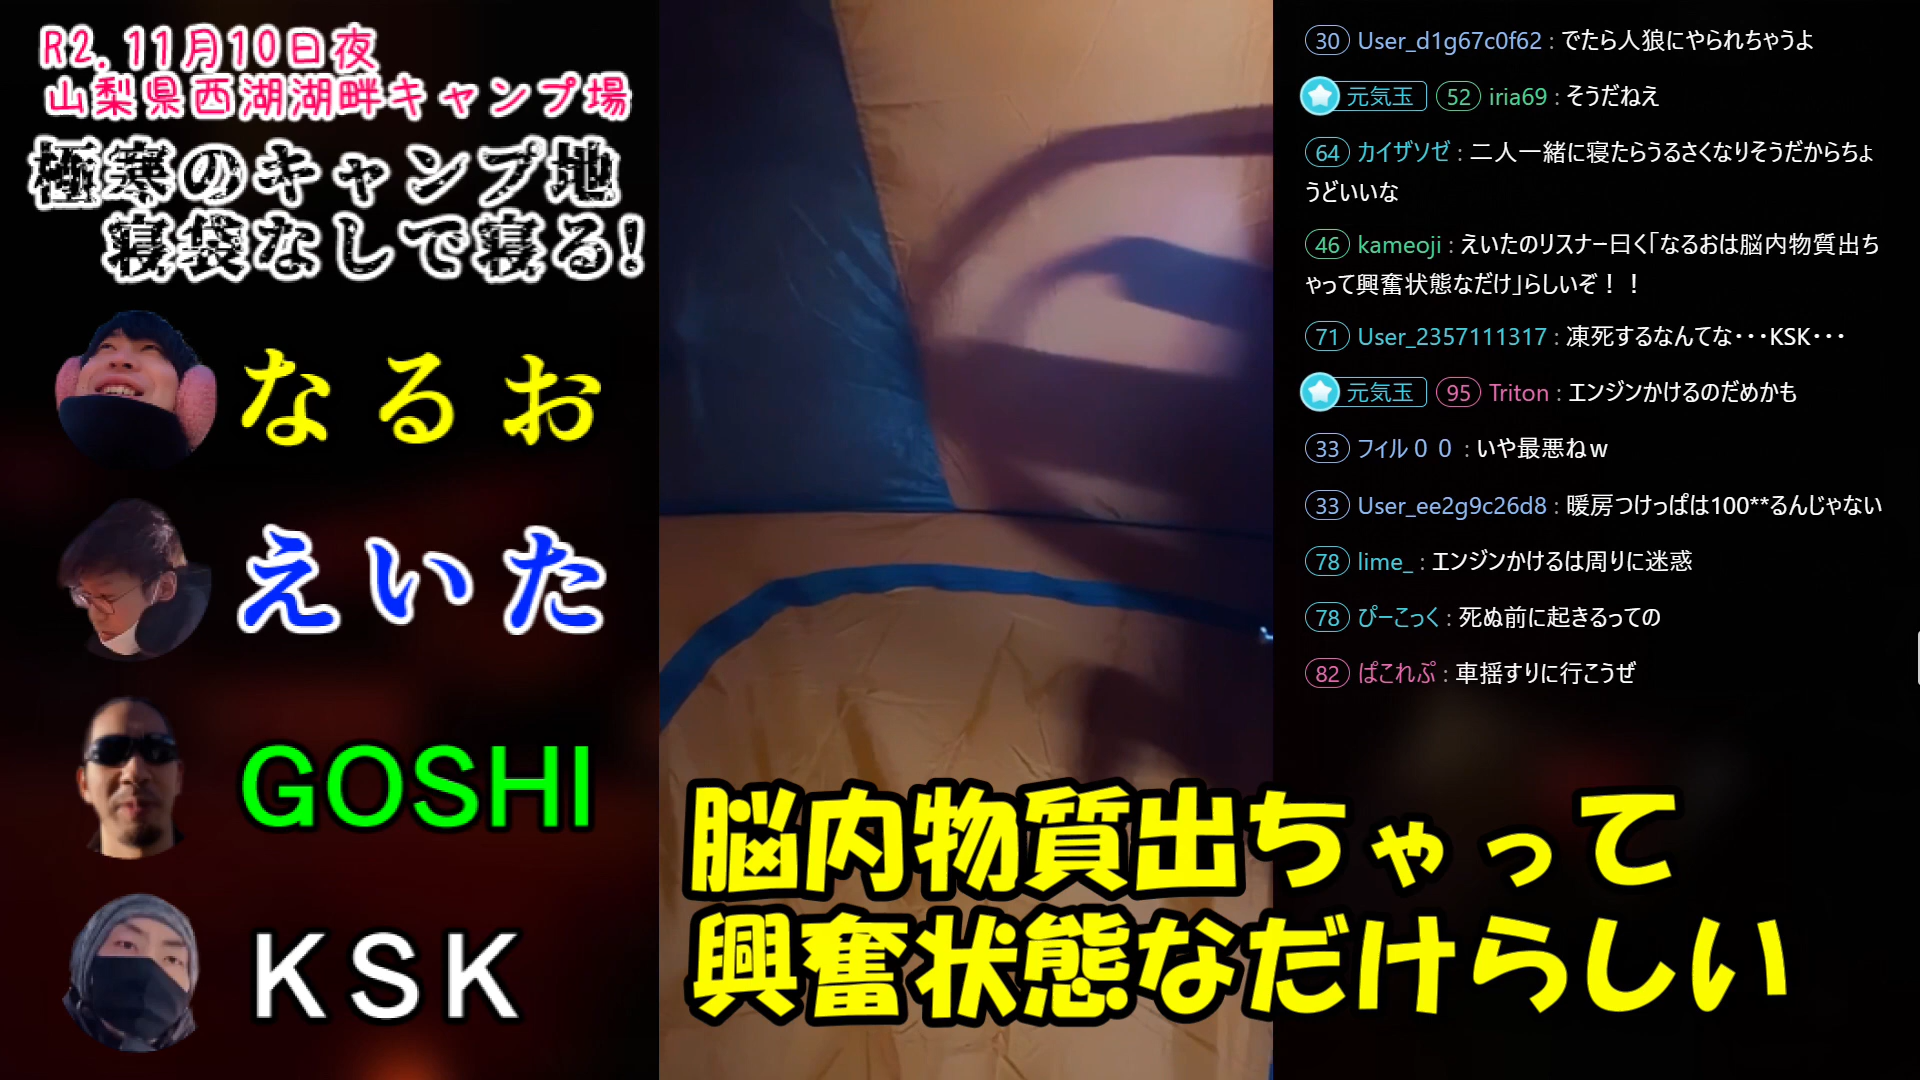 R2.11月10日夜
山梨県西湖湖畔キャンプ場
極寒のキャンプ地
寝袋なしで寝る!
なるお
えいた
GOSHI
KSK
30 User_d1g67c0f62 : でたら人狼にやられちゃうよ
元気玉 52 iria69 : そうだねえ
64 カイザソゼ : 二人一緒に寝たらうるさくなりそうだからちょ
うどいいな
46 kameoji : えいたのリスナー曰く「なるおは脳内物質出ち
ゃって興奮状態なだけ」らしいぞ！！
71 User_2357111317 : 凍死するなんてな･･･KSK･･･
元気玉 95 Triton : エンジンかけるのだめかも
33 フィル００ : いや最悪ねｗ
33 User_ee2g9c26d8 : 暖房つけっぱは100**るんじゃない
78 lime_ : エンジンかけるは周りに迷惑
78 ぴーこっく : 死ぬ前に起きるっての
82 ぱこれぷ : 車揺すりに行こうぜ
脳内物質出ちゃって
興奮状態なだけらしい